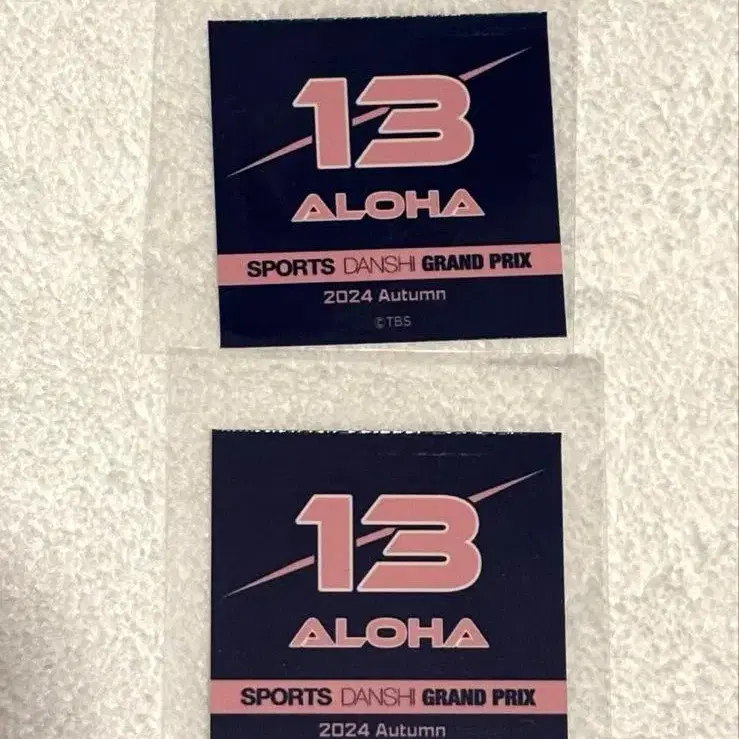 13
ALOHA
SPORTS DANSHI GRAND PRIX
2024 Autumn
©TBS
13
ALOHA
SPORTS DANSHI GRAND PRIX
2024 Autumn